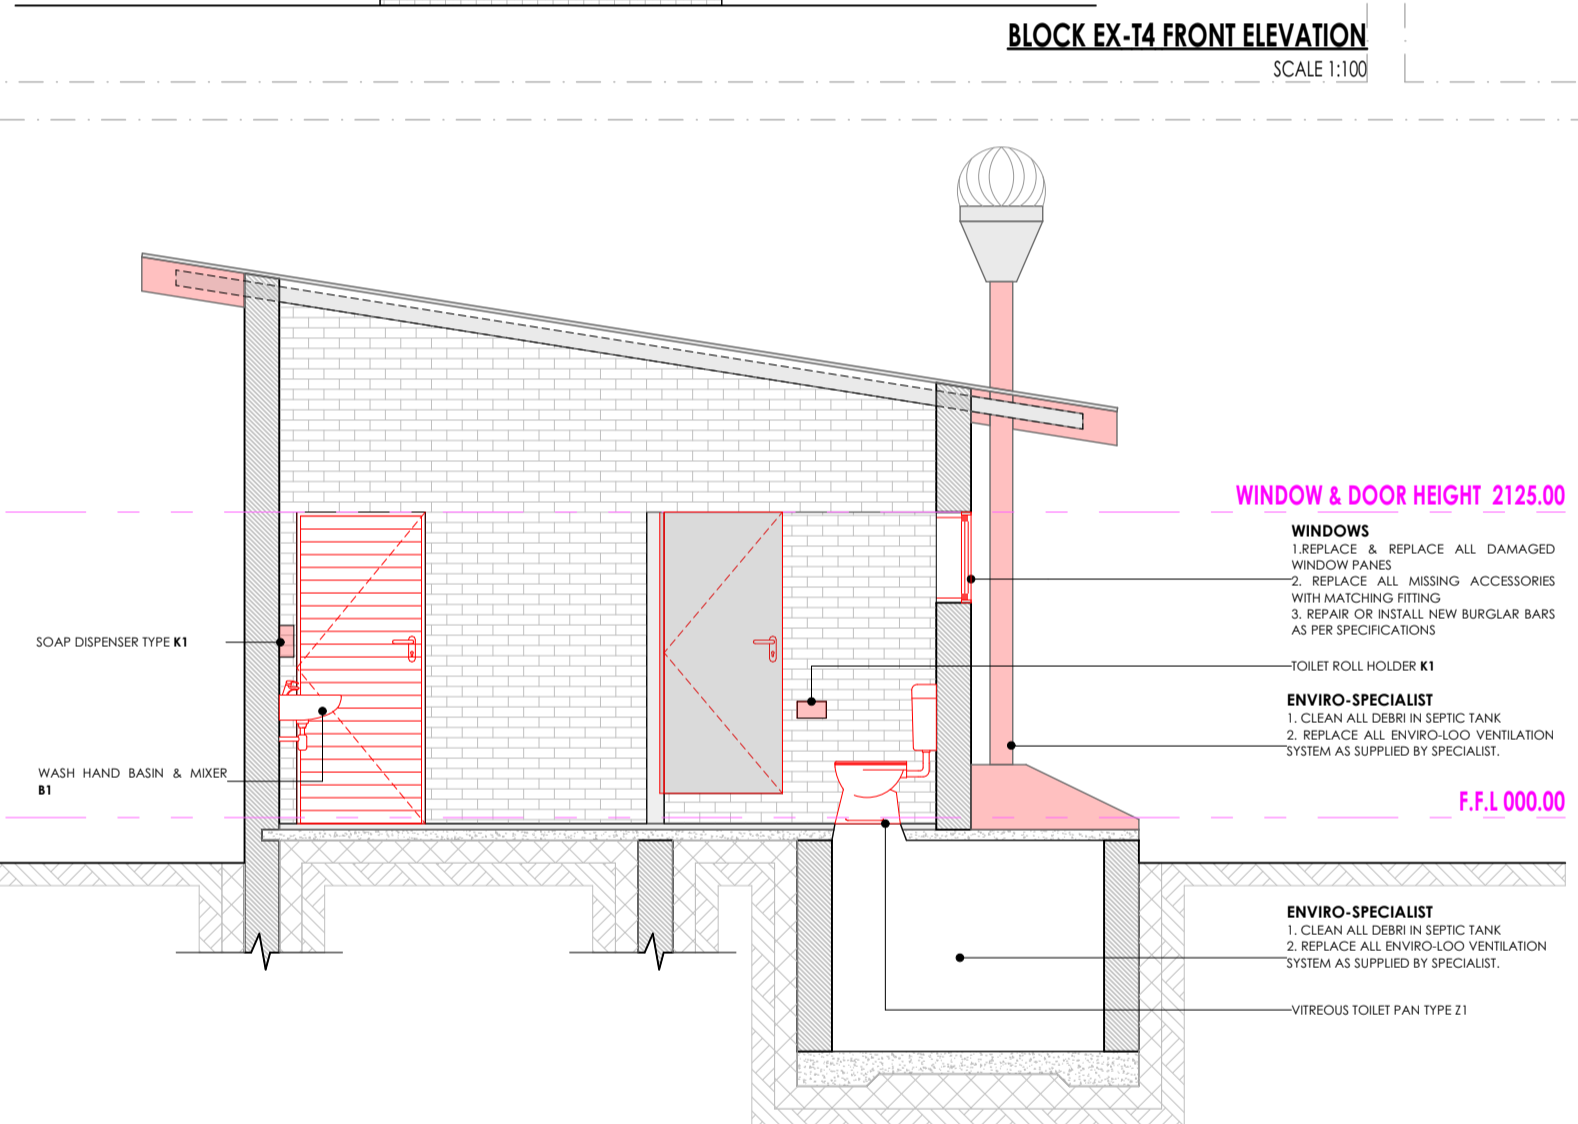 BLOCK EX-T4 FRONT ELEVATION
SCALE 1:100
WINDOW & DOOR HEIGHT 2125.00
WINDOWS
1.REPLACE & REPLACE ALL DAMAGED
WINDOW PANES
2. REPLACE ALL MISSING ACCESSORIES
WITH MATCHING FITTING
3. REPAIR OR INSTALL NEW BURGLAR BARS
AS PER SPECIFICATIONS
SOAP DISPENSER TYPE K1
TOILET ROLL HOLDER K1
ENVIRO-SPECIALIST
1. CLEAN ALL DEBRI IN SEPTIC TANK
2. REPLACE ALL ENVIRO-LOO VENTILATION
SYSTEM AS SUPPLIED BY SPECIALIST.
WASH HAND BASIN & MIXER
B1
F.F.L 000.00
ENVIRO-SPECIALIST
1. CLEAN ALL DEBRI IN SEPTIC TANK
2. REPLACE ALL ENVIRO-LOO VENTILATION
SYSTEM AS SUPPLIED BY SPECIALIST.
VITREOUS TOILET PAN TYPE Z1